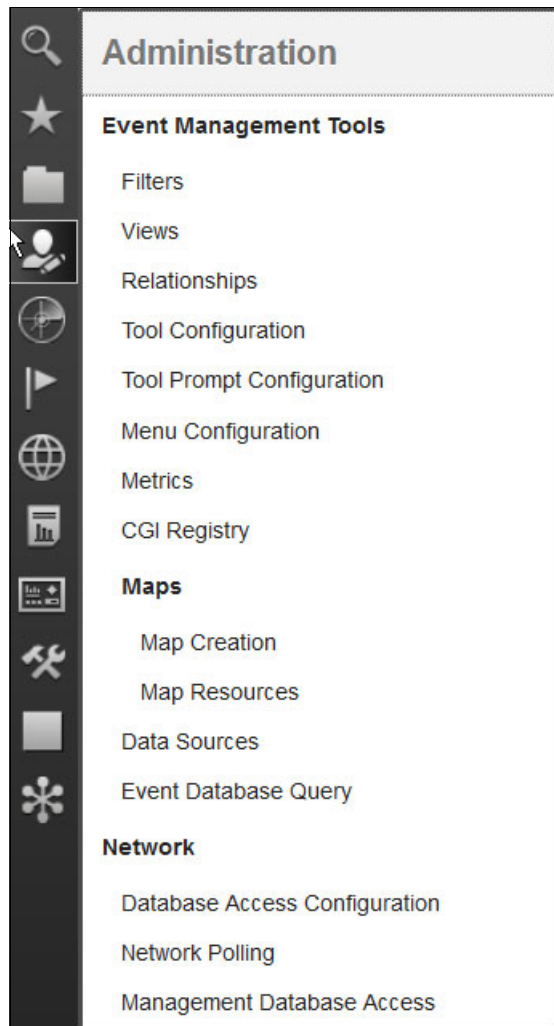 Administration
Event Management Tools
Filters
Views
Relationships
Tool Configuration
Tool Prompt Configuration
Menu Configuration
Metrics
CGI Registry
Maps
Map Creation
Map Resources
Data Sources
Event Database Query
Network
Database Access Configuration
Network Polling
Management Database Access